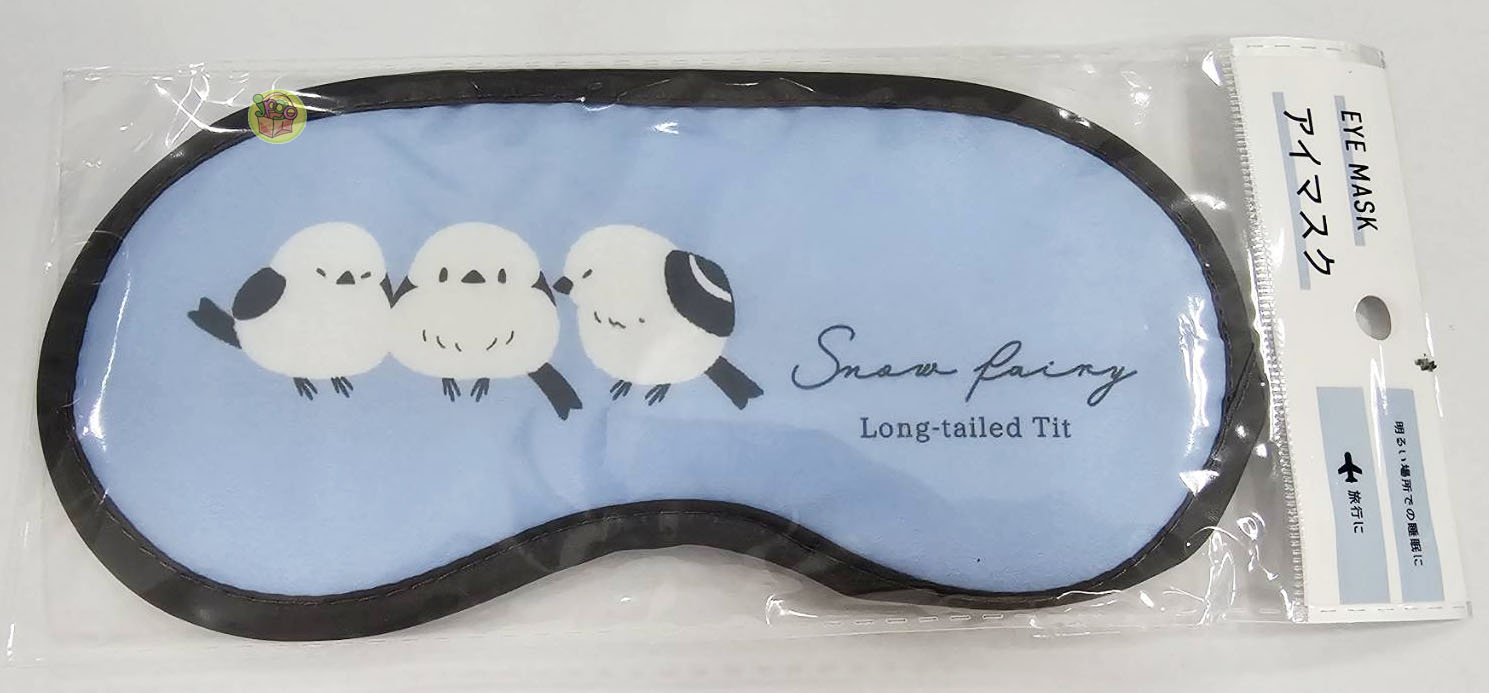 Snow fairy
Long-tailed Tit
EYE MASK
アイマスク
明るい場所での睡眠に
旅行に